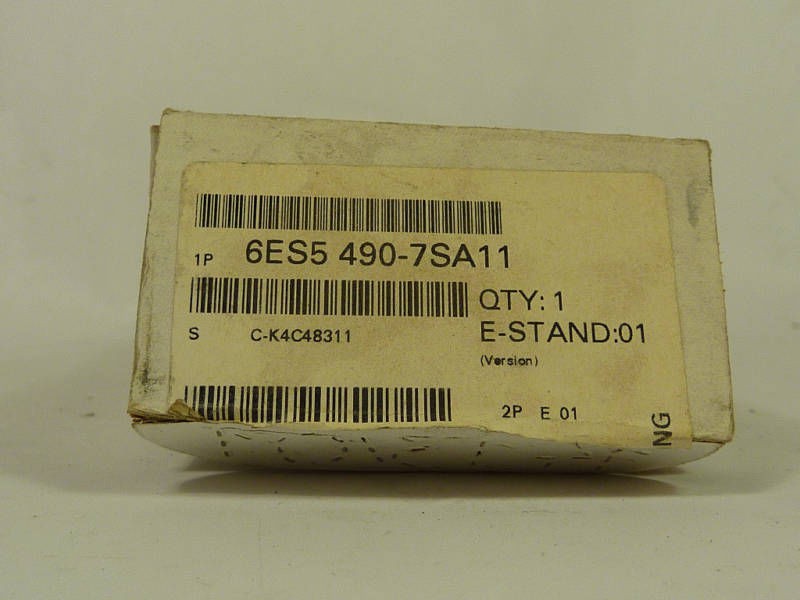 1P 6ES5 490-7SA11
QTY: 1
S C-K4C48311
E-STAND:01
(Version)
2P E 01
NG